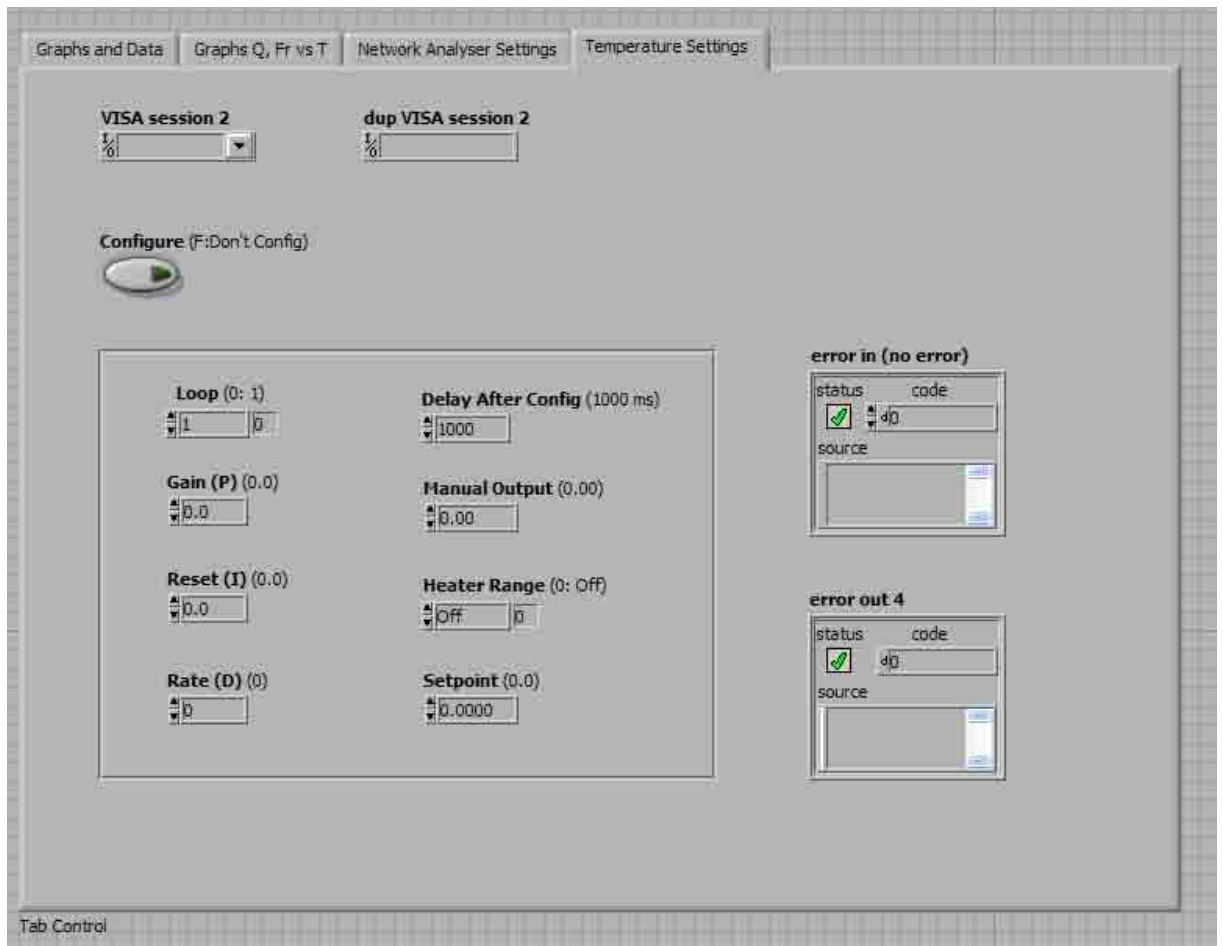 Graphs and Data
Graphs Q, Fr vs T
Network Analyser Settings
Temperature Settings
VISA session 2
dup VISA session 2
I/O
I/O
Configure (F:Don't Config)
Loop (0: 1)
1
0
Delay After Config (1000 ms)
1000
Gain (P) (0.0)
0.0
Manual Output (0.00)
0.00
Reset (I) (0.0)
0.0
Heater Range (0: Off)
Off
0
Rate (D) (0)
0
Setpoint (0.0)
0.0000
error in (no error)
status
code
d0
source
error out 4
status
code
d0
source
Tab Control